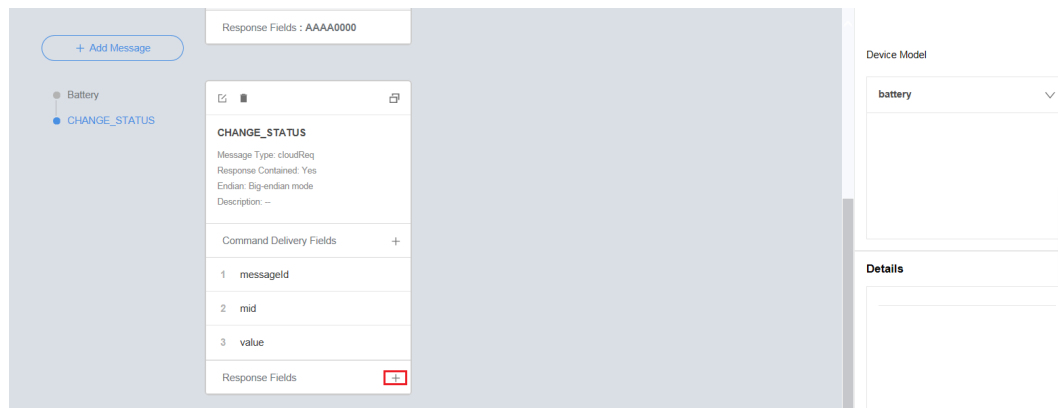 Response Fields : AAAA0000
+ Add Message
Device Model
Battery
battery
CHANGE_STATUS
CHANGE_STATUS
Message Type: cloudReq
Response Contained: Yes
Endian: Big-endian mode
Description: --
Command Delivery Fields +
1 messageId
2 mid
3 value
Response Fields +
Details